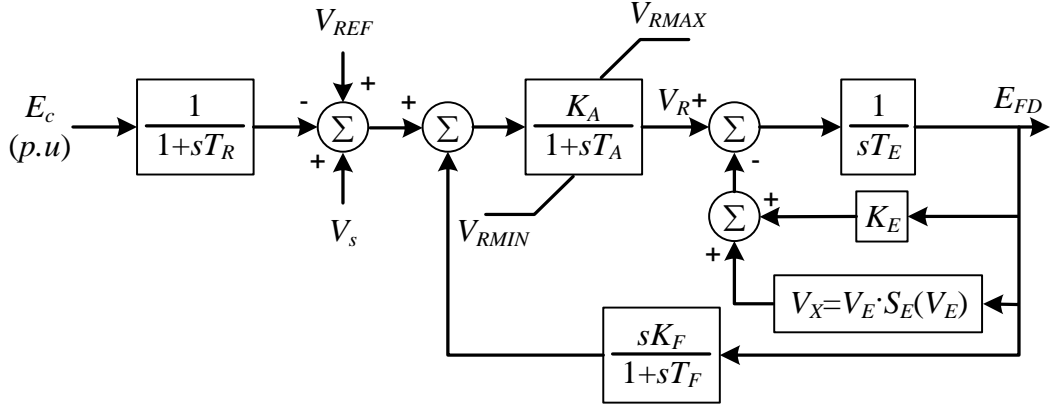 V_RMAX
V_REF
E_c
(p.u)
1
1+sT_R
-
+
+
Σ
+
Σ
K_A
1+sT_A
V_R
+
Σ
-
1
sT_E
E_FD
V_s
V_RMIN
Σ
+
+
K_E
V_X=V_E·S_E(V_E)
sK_F
1+sT_F